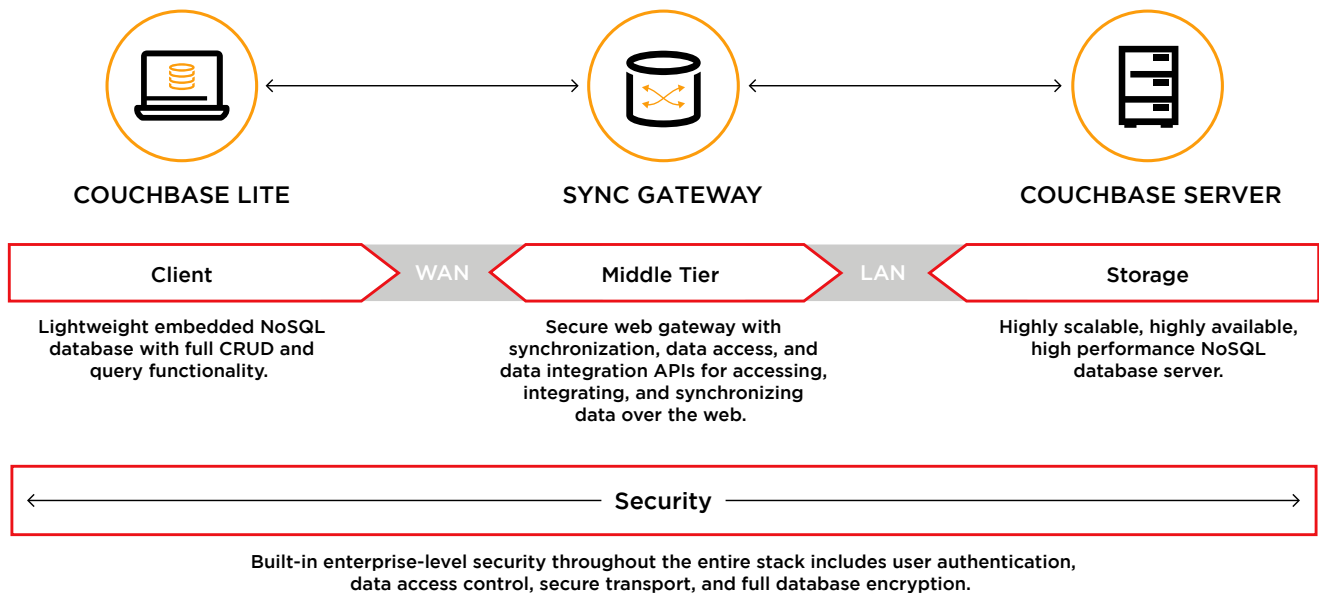 COUCHBASE LITE
SYNC GATEWAY
COUCHBASE SERVER
Client
WAN
Middle Tier
LAN
Storage
Lightweight embedded NoSQL
database with full CRUD and
query functionality.
Secure web gateway with
synchronization, data access, and
data integration APIs for accessing,
integrating, and synchronizing
data over the web.
Highly scalable, highly available,
high performance NoSQL
database server.
Security
Built-in enterprise-level security throughout the entire stack includes user authentication,
data access control, secure transport, and full database encryption.